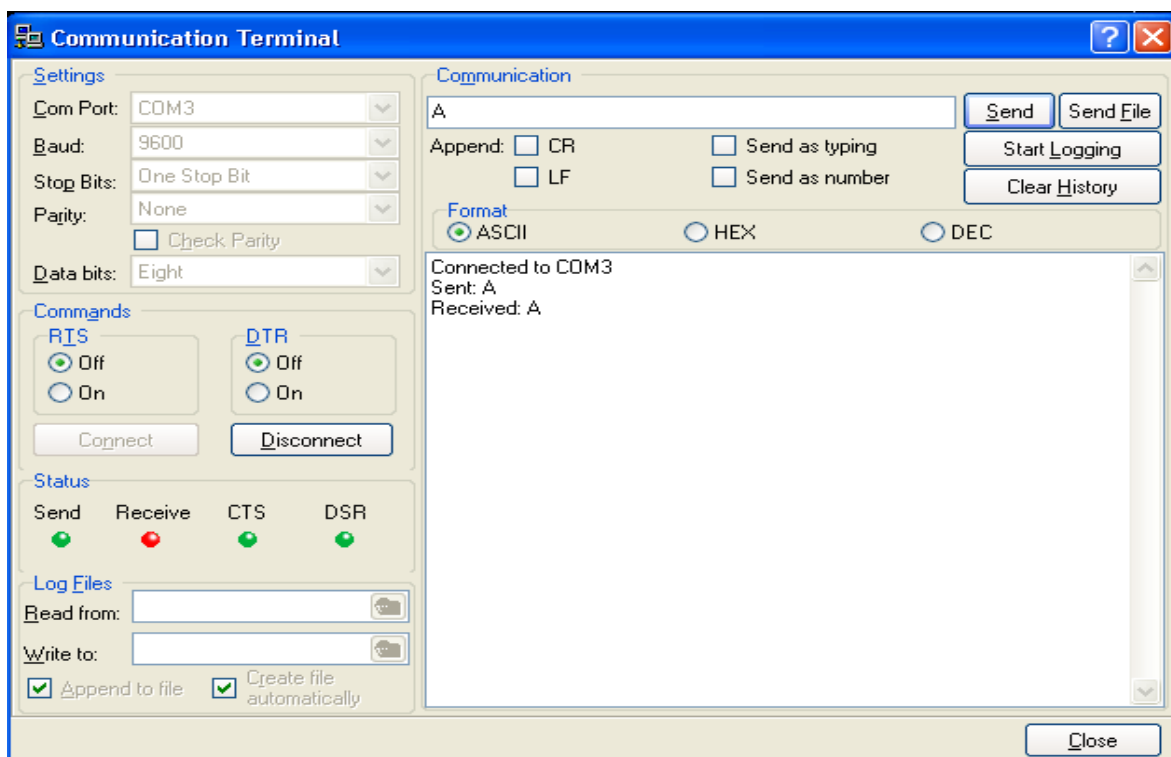 Communication Terminal
Settings
Com Port: COM3
Baud: 9600
Stop Bits: One Stop Bit
Parity: None
Check Parity
Data bits: Eight
Commands
RTS
Off
On
DTR
Off
On
Connect Disconnect
Status
Send Receive CTS DSR
Log Files
Read from:
Write to:
Append to file
Create file
automatically
Communication
A
Send Send File
Append: CR
LF
Send as typing
Send as number
Start Logging
Clear History
Format
ASCII HEX DEC
Connected to COM3
Sent: A
Received: A
Close